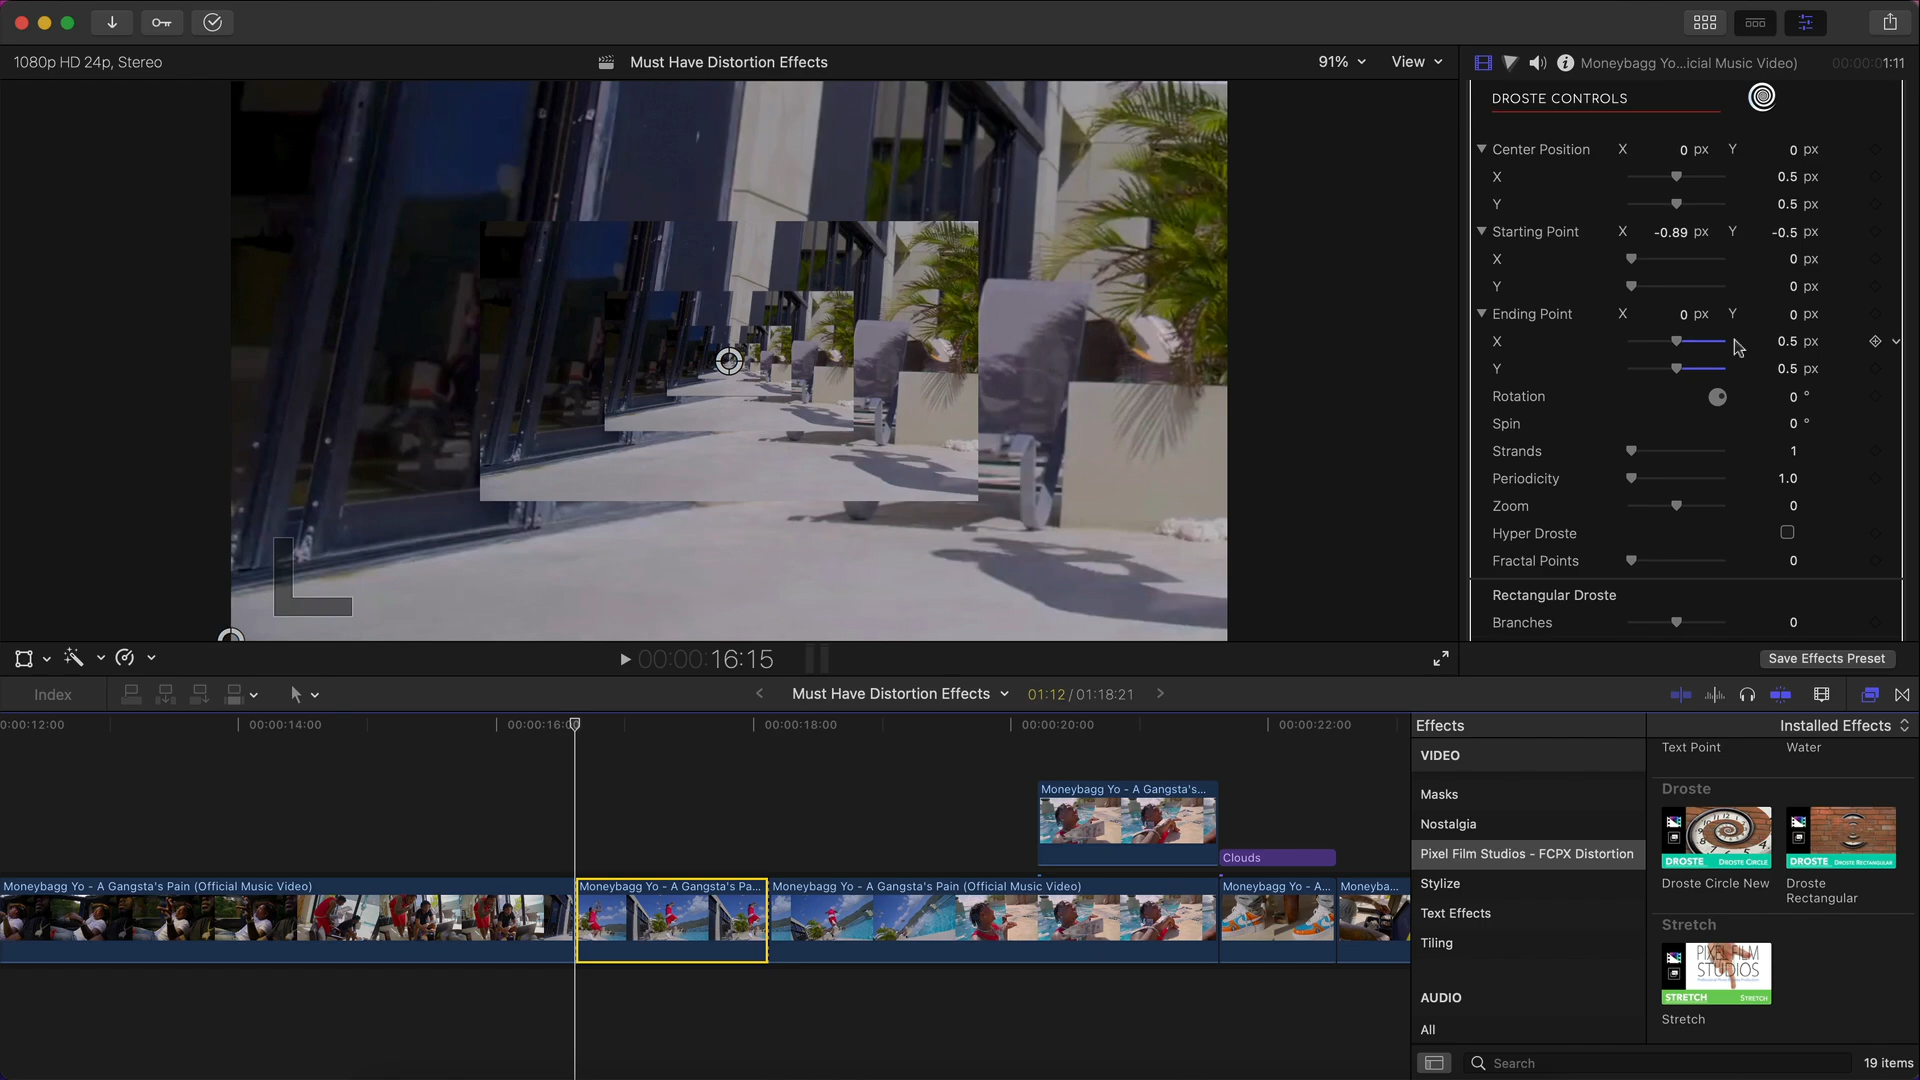 1080p HD 24p, Stereo
Must Have Distortion Effects
91%
View
Moneybagg Yo...icial Music Video)
00:00:01:11
DROSTE CONTROLS
Center Position X 0 px Y 0 px
X 0.5 px
Y 0.5 px
Starting Point X -0.89 px Y -0.5 px
X 0 px
Y 0 px
Ending Point X 0 px Y 0 px
X 0.5 px
Y 0.5 px
Rotation 0 °
Spin 0 °
Strands 1
Periodicity 1.0
Zoom 0
Hyper Droste
Fractal Points 0
Rectangular Droste
Branches 0
00:00:16:15
Save Effects Preset
Index
Must Have Distortion Effects
01:12 / 01:18:21
0:00:12:00
00:00:14:00
00:00:16:00
00:00:18:00
00:00:20:00
00:00:22:00
Moneybagg Yo - A Gangsta's...
Clouds
Moneybagg Yo - A Gangsta's Pain (Official Music Video)
Moneybagg Yo - A Gangsta's Pa...
Moneybagg Yo - A Gangsta's Pain (Official Music Video)
Moneybagg Yo - A...
Moneyba...
Effects
Installed Effects
VIDEO
Masks
Nostalgia
Pixel Film Studios - FCPX Distortion
Stylize
Text Effects
Tiling
AUDIO
All
Text Point
Water
Droste
DROSTE DROSTE CIRCLE
DROSTE DROSTE RECTANGULAR
Droste Circle New
Droste
Rectangular
Stretch
PIXEL FILM
STUDIOS
STRETCH STRETCH
Stretch
Search
19 items